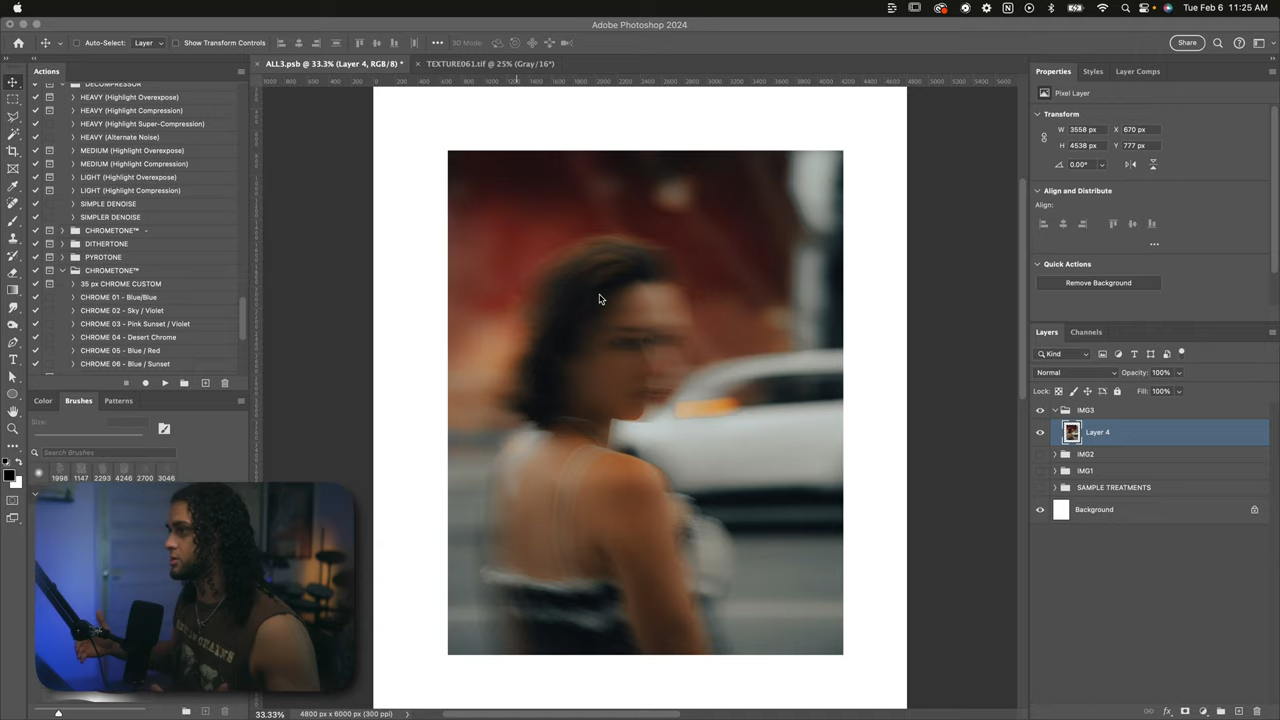 Tue Feb 6 11:25 AM
Adobe Photoshop 2024
Auto-Select:
Layer
Show Transform Controls
3D Mode:
Share
ALL3.psb @ 33.3% (Layer 4, RGB/8) *
TEXTURE061.tif @ 25% (Gray/16*)
Actions
DECOMPRESSOR
HEAVY (Highlight Overexpose)
HEAVY (Highlight Compression)
HEAVY (Highlight Super-Compression)
HEAVY (Alternate Noise)
MEDIUM (Highlight Overexpose)
MEDIUM (Highlight Compression)
LIGHT (Highlight Overexpose)
LIGHT (Highlight Compression)
SIMPLE DENOISE
SIMPLER DENOISE
CHROMETONE™ -
DITHERTONE
PYROTONE
CHROMETONE™
35 px CHROME CUSTOM
CHROME 01 - Blue/Blue
CHROME 02 - Sky / Violet
CHROME 03 - Pink Sunset / Violet
CHROME 04 - Desert Chrome
CHROME 05 - Blue / Red
CHROME 06 - Blue / Sunset
Color
Brushes
Patterns
Size:
Search Brushes
1998 1147 2293 4246 2700 3046
33.33%
4800 px x 6000 px (300 ppi)
Properties
Styles
Layer Comps
Pixel Layer
Transform
W 3558 px
X 670 px
H 4538 px
Y 777 px
0.00°
Align and Distribute
Align:
Quick Actions
Remove Background
Layers
Channels
Kind
Normal
Opacity: 100%
Lock:
Fill: 100%
IMG3
Layer 4
IMG2
IMG1
SAMPLE TREATMENTS
Background